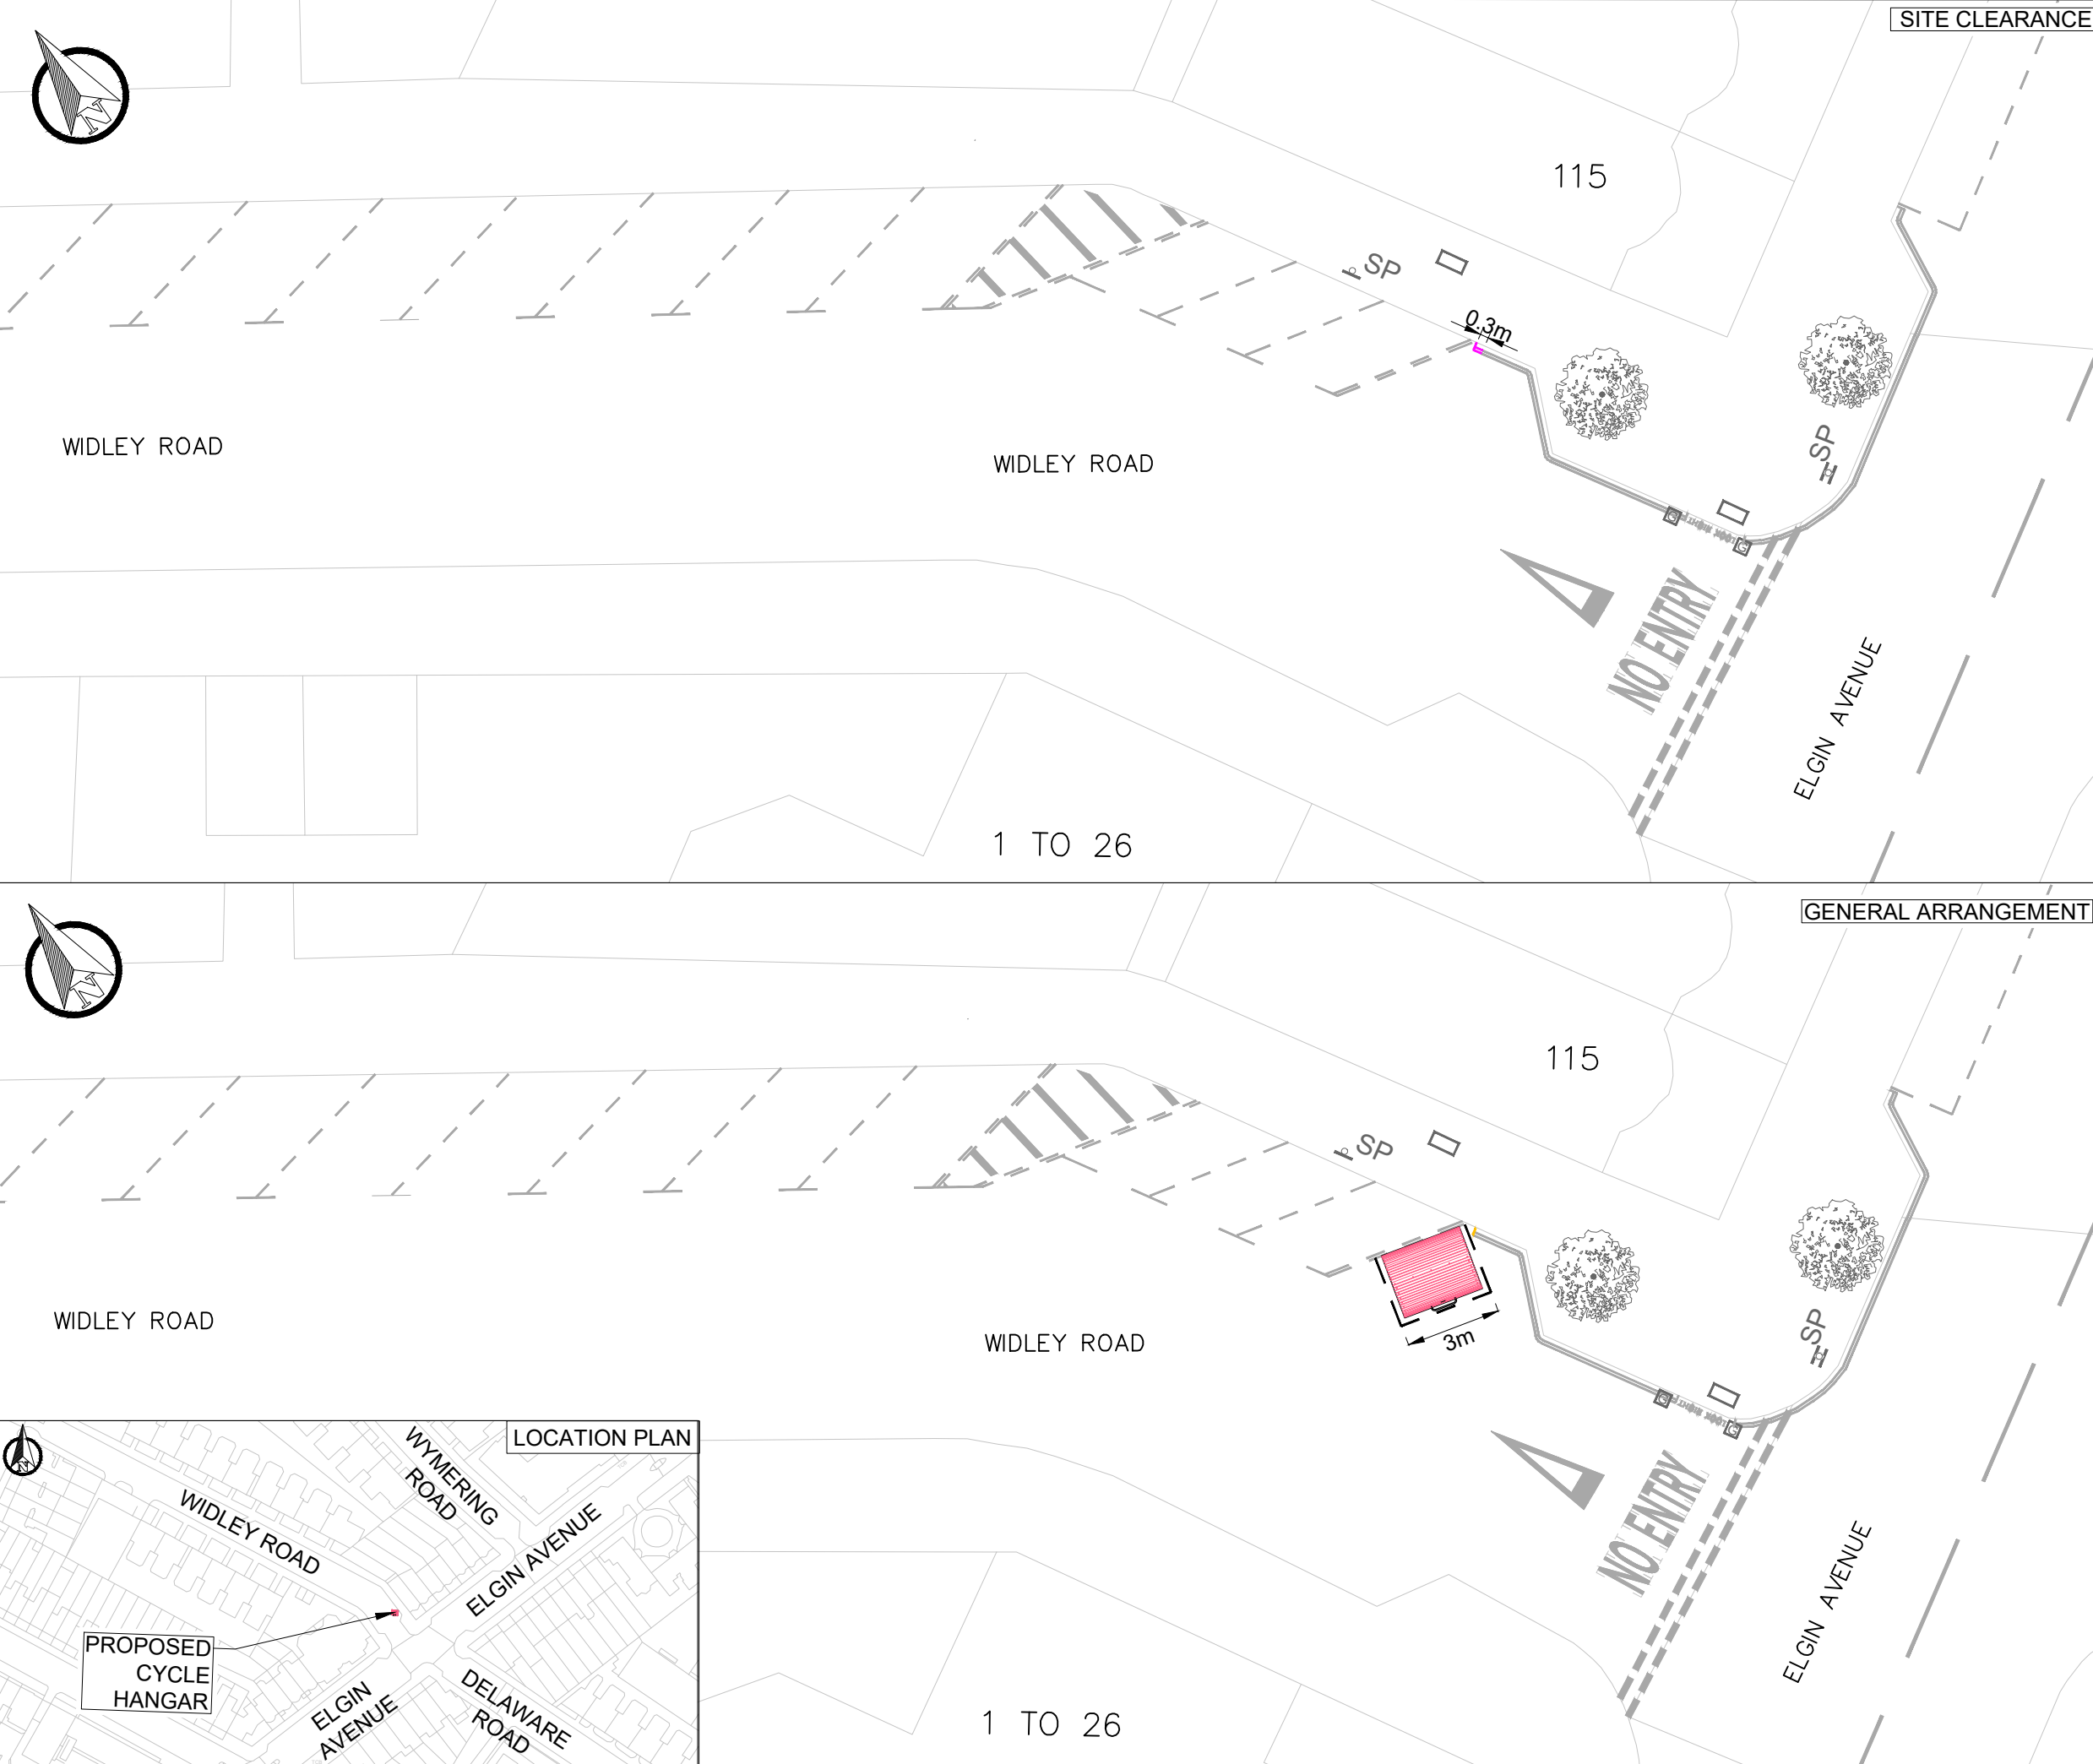 SITE CLEARANCE
N
115
SP
0.3m
SP
WIDLEY ROAD
WIDLEY ROAD
G
G
NO ENTRY
ELGIN AVENUE
1 TO 26
GENERAL ARRANGEMENT
N
115
SP
SP
WIDLEY ROAD
WIDLEY ROAD
3m
G
G
NO ENTRY
ELGIN AVENUE
1 TO 26
LOCATION PLAN
N
WYMERING
ROAD
WIDLEY ROAD
ELGIN AVENUE
PROPOSED
CYCLE
HANGAR
ELGIN
AVENUE
DELAWARE
ROAD